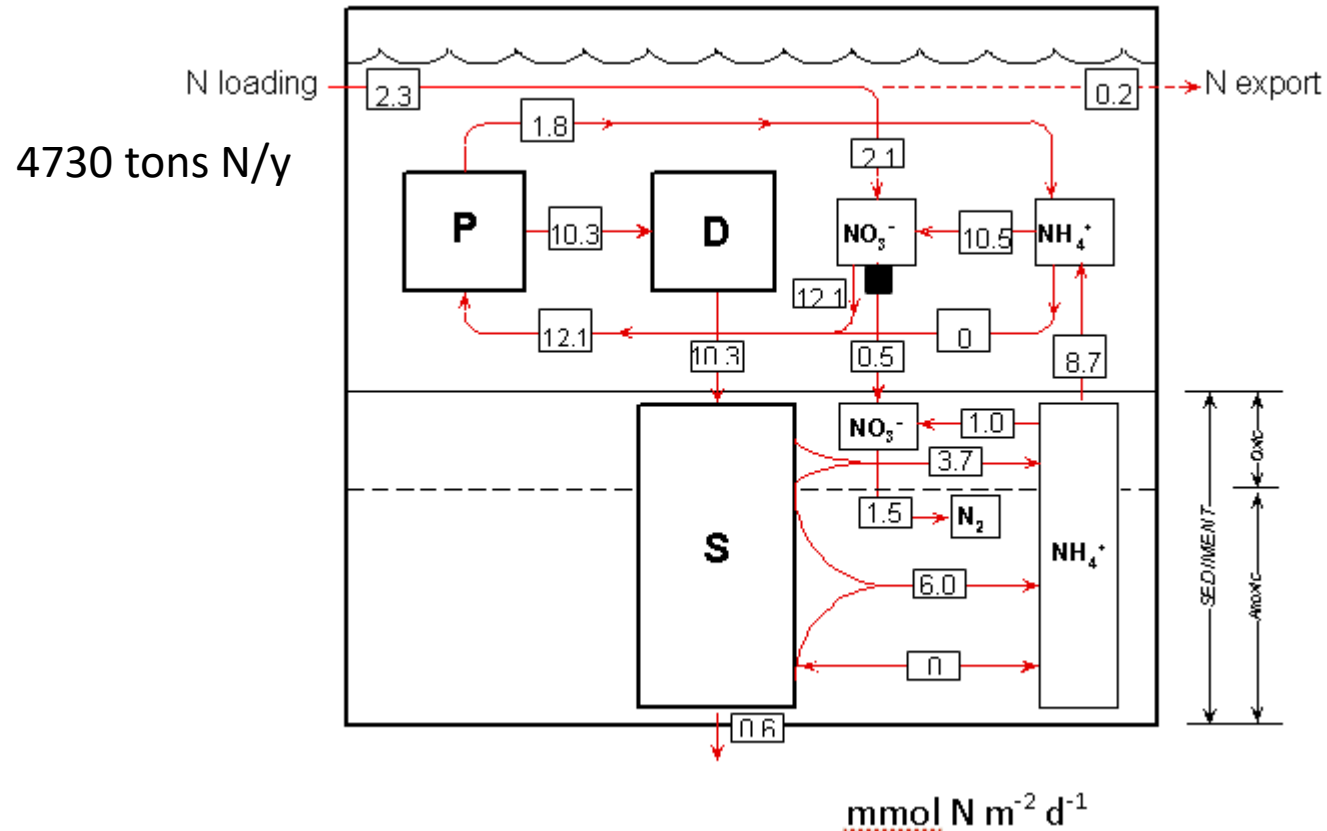 N loading
2.3
0.2
N export
1.8
4730 tons N/y
2.1
P
10.3
D
NO₃⁻
10.5
NH₄⁺
12.1
12.1
0
10.3
0.5
8.7
NO₃⁻
1.0
3.7
OXIC
1.5
N₂
S
NH₄⁺
SEDIMENT
ANOXIC
6.0
0
0.6
mmol N m⁻² d⁻¹